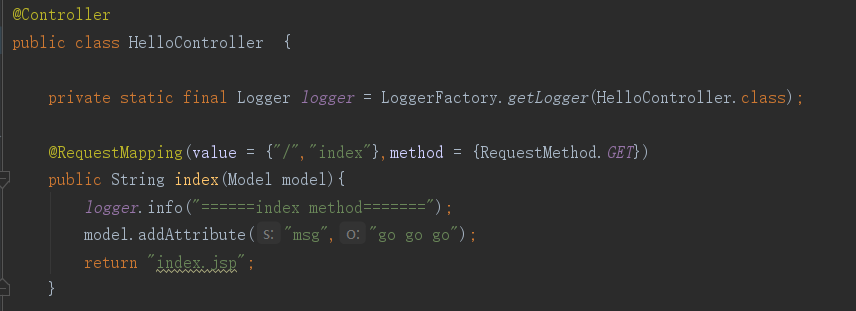 @Controller
public class HelloController  {
private static final Logger logger = LoggerFactory.getLogger(HelloController.class);
@RequestMapping(value = {"/","index"},method = {RequestMethod.GET})
public String index(Model model){
logger.info("======index method=======");
model.addAttribute( s: "msg", o: "go go go");
return "index.jsp";
}